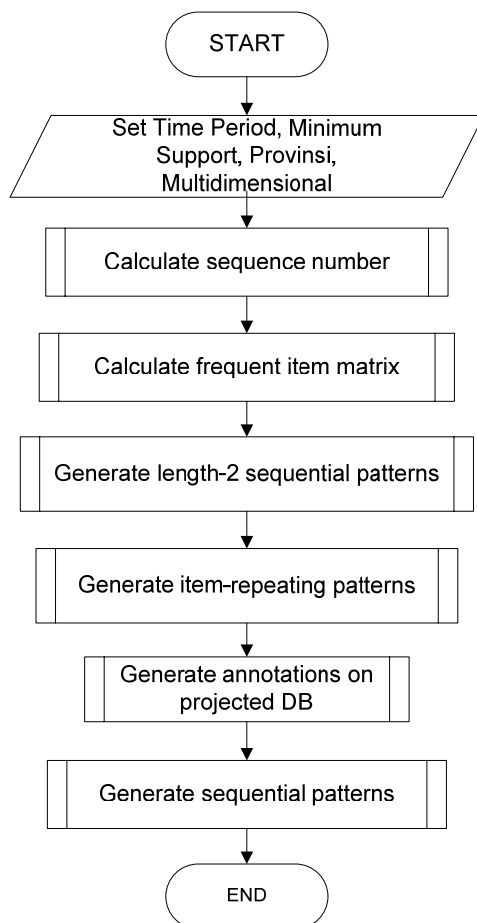 START
Set Time Period, Minimum
Support, Provinsi,
Multidimensional
Calculate sequence number
Calculate frequent item matrix
Generate length-2 sequential patterns
Generate item-repeating patterns
Generate annotations on
projected DB
Generate sequential patterns
END